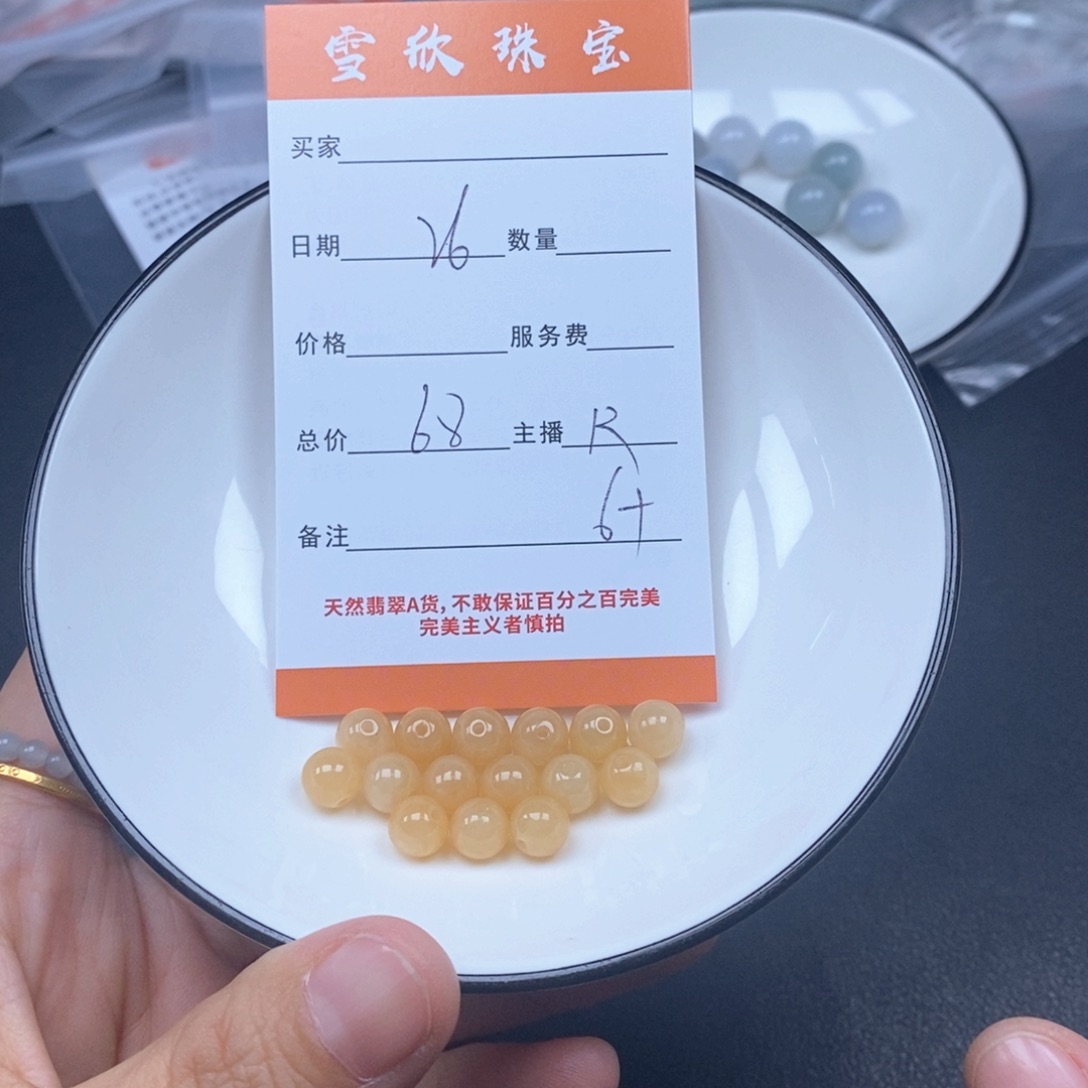 雪欣珠宝
买家
日期 26 数量
价格 服务费
总价 68 主播 R
6+
备注
天然翡翠A货,不敢保证百分之百完美
完美主义者慎拍